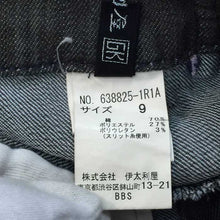 屋 GK
NO. 638825-1R1A
サイズ 9
綿 70%
ポリエステル 27%
ポリウレタン 3%
(スリット糸使用)
株式会社 伊太利屋
東京都渋谷区鉢山町13-21
BBS